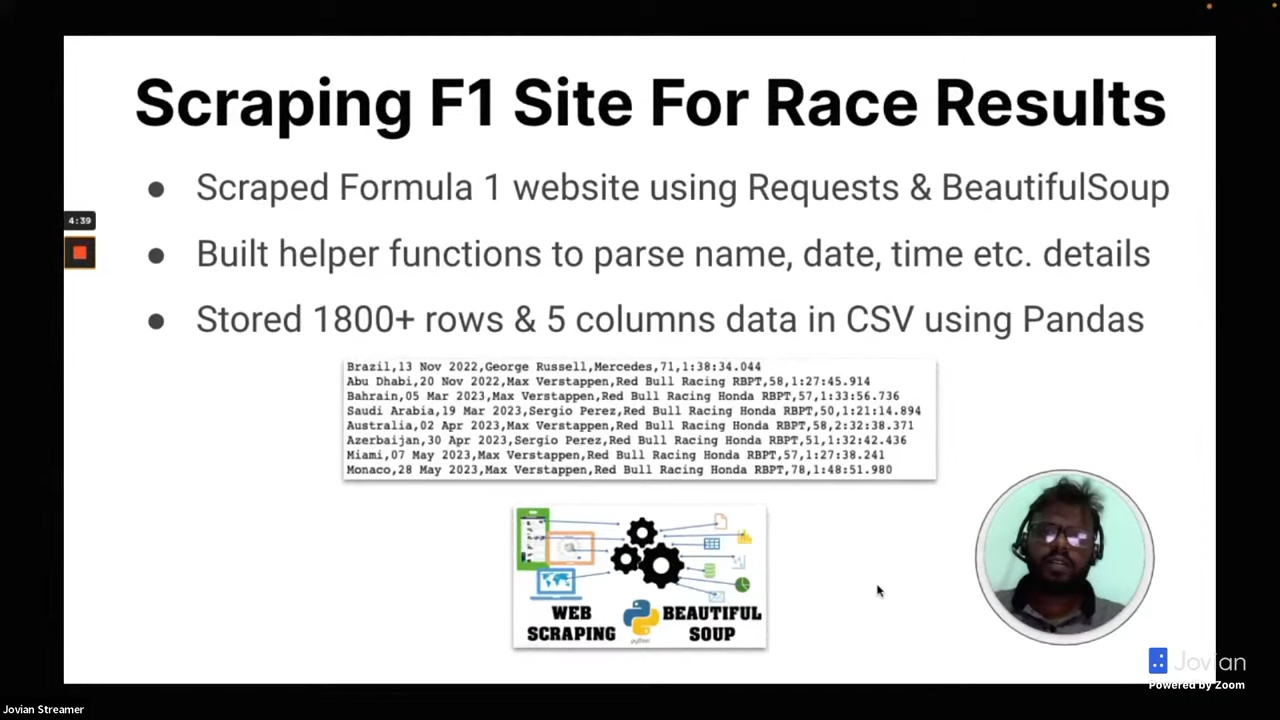 Scraping F1 Site For Race Results
● Scraped Formula 1 website using Requests & BeautifulSoup
4:39
● Built helper functions to parse name, date, time etc. details
● Stored 1800+ rows & 5 columns data in CSV using Pandas
Brazil,13 Nov 2022,George Russell,Mercedes,71,1:38:34.044
Abu Dhabi,20 Nov 2022,Max Verstappen,Red Bull Racing RBPT,58,1:27:45.914
Bahrain,05 Mar 2023,Max Verstappen,Red Bull Racing Honda RBPT,57,1:33:56.736
Saudi Arabia,19 Mar 2023,Sergio Perez,Red Bull Racing Honda RBPT,50,1:21:14.894
Australia,02 Apr 2023,Max Verstappen,Red Bull Racing Honda RBPT,58,2:32:38.371
Azerbaijan,30 Apr 2023,Sergio Perez,Red Bull Racing Honda RBPT,51,1:32:42.436
Miami,07 May 2023,Max Verstappen,Red Bull Racing Honda RBPT,57,1:27:38.241
Monaco,28 May 2023,Max Verstappen,Red Bull Racing Honda RBPT,78,1:48:51.980
WEB SCRAPING
python
BEAUTIFUL SOUP
Jovian
Powered by Zoom
Jovian Streamer